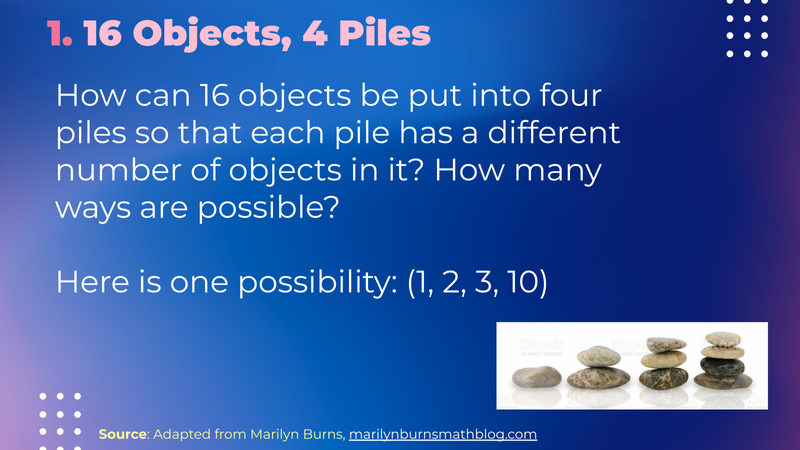 1. 16 Objects, 4 Piles
How can 16 objects be put into four
piles so that each pile has a different
number of objects in it? How many
ways are possible?
Here is one possibility: (1, 2, 3, 10)
Source: Adapted from Marilyn Burns, marilynburnsmathblog.com